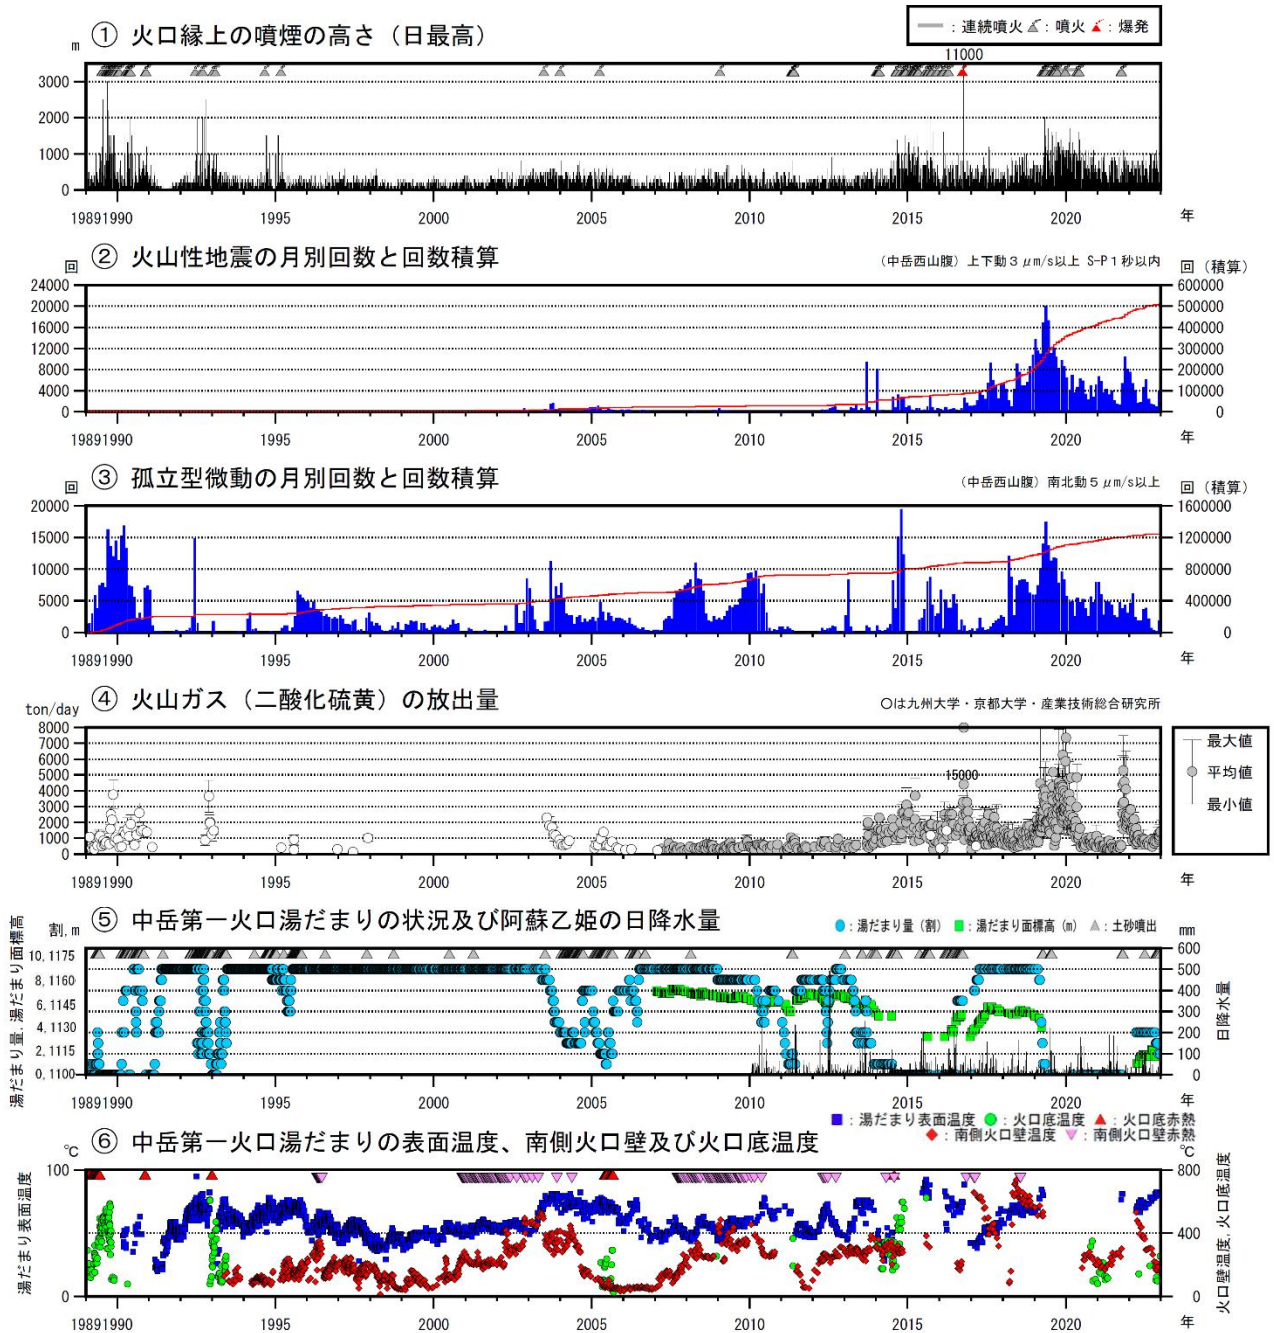 ① 火口縁上の噴煙の高さ（日最高）
━ : 連続噴火 : 噴火 ▲ : 爆発
m
11000
3000
2000
1000
0
19891990 1995 2000 2005 2010 2015 2020 年
② 火山性地震の月別回数と回数積算
（中岳西山腹）上下動３μm/s以上 S-P１秒以内
回 回（積算）
24000 600000
20000 500000
16000 400000
12000 300000
8000 200000
4000 100000
0 0
19891990 1995 2000 2005 2010 2015 2020 年
③ 孤立型微動の月別回数と回数積算
（中岳西山腹）南北動５μm/s以上
回 回（積算）
20000 1600000
15000 1200000
10000 800000
5000 400000
0 0
19891990 1995 2000 2005 2010 2015 2020 年
④ 火山ガス（二酸化硫黄）の放出量
○は九州大学・京都大学・産業技術総合研究所
ton/day
8000
7000
6000
5000
4000
3000
2000
1000
0
15000
最大値
平均値
最小値
19891990 1995 2000 2005 2010 2015 2020 年
⑤ 中岳第一火口湯だまりの状況及び阿蘇乙姫の日降水量
● : 湯だまり量（割） ■ : 湯だまり面標高（m） ▲ : 土砂噴出
湯だまり量, 湯だまり面標高
割, m mm
10, 1175 600
500
8, 1160
400
6, 1145
300
4, 1130
200
2, 1115
100
0, 1100 0
日降水量
19891990 1995 2000 2005 2010 2015 2020 年
⑥ 中岳第一火口湯だまりの表面温度、南側火口壁及び火口底温度
■ : 湯だまり表面温度 ● : 火口底温度 ▲ : 火口底赤熱
◆ : 南側火口壁温度 ▼ : 南側火口壁赤熱
℃ ℃
湯だまり表面温度
100 800
50 400
0 0
火口壁温度, 火口底温度
19891990 1995 2000 2005 2010 2015 2020 年